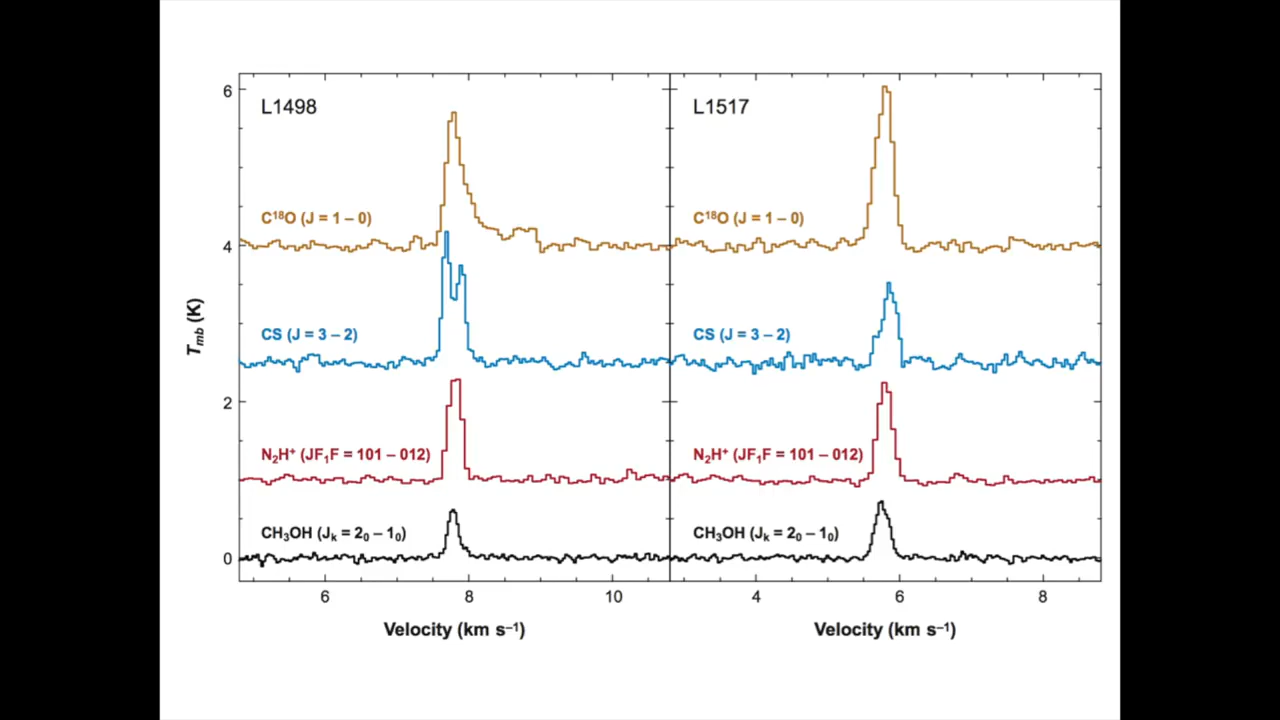 L1498
L1517
6
4
2
0
T_mb (K)
C¹⁸O (J = 1 – 0)
C¹⁸O (J = 1 – 0)
CS (J = 3 – 2)
CS (J = 3 – 2)
N₂H⁺ (JF₁F = 101 – 012)
N₂H⁺ (JF₁F = 101 – 012)
CH₃OH (Jₖ = 2₀ – 1₀)
CH₃OH (Jₖ = 2₀ – 1₀)
6 8 10
4 6 8
Velocity (km s⁻¹)
Velocity (km s⁻¹)